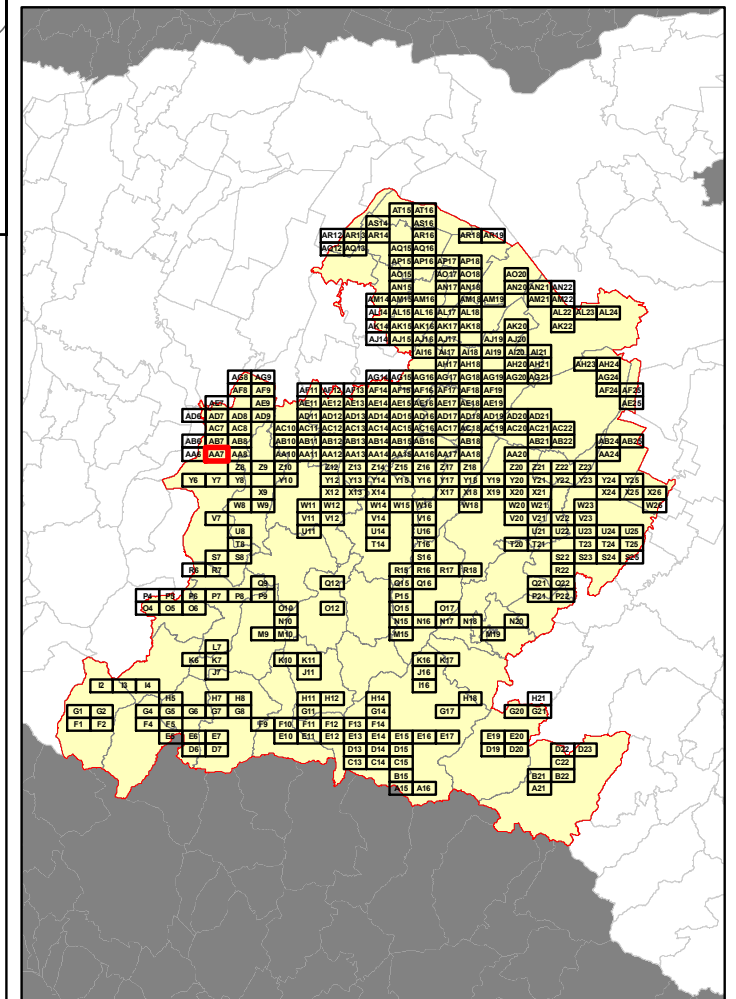 AT15 AT16
AS14 AS16
AR12 AR13 AR14 AR16 AR18 AR19
AQ12 AQ13 AQ15 AQ16
AP15 AP16 AP17 AP18
AO15 AO17 AO18 AO20
AN15 AN17 AN18 AN20 AN21 AN22
AM14 AM15 AM16 AM18 AM19 AM21 AM22
AL14 AL15 AL16 AL17 AL18 AL22 AL23 AL24
AK14 AK15 AK16 AK17 AK18 AK20 AK22
AJ14 AJ15 AJ16 AJ17 AJ19 AJ20
AI16 AI17 AI18 AI19 AI20 AI21
AH17 AH18 AH20 AH21 AH23 AH24
AG8 AG9 AG14 AG15 AG16 AG17 AG18 AG19 AG20 AG21 AG24
AF8 AF9 AF11 AF12 AF13 AF14 AF15 AF16 AF17 AF18 AF19 AF24 AF25
AE7 AE9 AE11 AE12 AE13 AE14 AE15 AE16 AE17 AE18 AE19 AE25
AD6 AD7 AD8 AD9 AD11 AD12 AD13 AD14 AD15 AD16 AD17 AD18 AD19 AD20 AD21
AC7 AC8 AC10 AC11 AC12 AC13 AC14 AC15 AC16 AC17 AC18 AC19 AC20 AC21 AC22
AB6 AB7 AB8 AB10 AB11 AB12 AB13 AB14 AB15 AB16 AB17 AB18 AB21 AB22 AB24 AB25
AA6 AA7 AA8 AA10 AA11 AA12 AA13 AA14 AA15 AA16 AA17 AA18 AA20 AA24
Z8 Z9 Z10 Z12 Z13 Z14 Z15 Z16 Z17 Z18 Z20 Z21 Z22 Z23
Y6 Y7 Y8 Y10 Y12 Y13 Y14 Y15 Y16 Y17 Y18 Y19 Y20 Y21 Y22 Y23 Y24 Y25
X9 X12 X13 X14 X17 X18 X19 X20 X21 X24 X25 X26
W8 W9 W11 W12 W14 W15 W16 W18 W20 W21 W23 W26
V7 V11 V12 V14 V16 V20 V21 V22 V23
U8 U11 U14 U16 U21 U22 U23 U24 U25
T8 T14 T16 T20 T21 T23 T24 T25
S7 S8 S16 S22 S23 S24 S25
R6 R7 R15 R16 R17 R18 R22
Q9 Q12 Q15 Q16 Q21 Q22
P4 P5 P6 P7 P8 P9 P15 P21 P22
O4 O5 O6 O10 O12 O15 O17
N10 N15 N16 N17 N18 N20
M9 M10 M15 M19
L7
K6 K7 K10 K11 K16 K17
J7 J11 J16
I2 I3 I4 I16
H5 H7 H8 H11 H12 H14 H18 H21
G1 G2 G4 G5 G6 G7 G8 G11 G14 G17 G20 G21
F1 F2 F4 F5 F9 F10 F11 F12 F13 F14
E5 E6 E7 E10 E11 E12 E13 E14 E15 E16 E17 E19 E20
D6 D7 D13 D14 D15 D19 D20 D22 D23
C13 C14 C15 C22
B15 B21 B22
A15 A16 A21